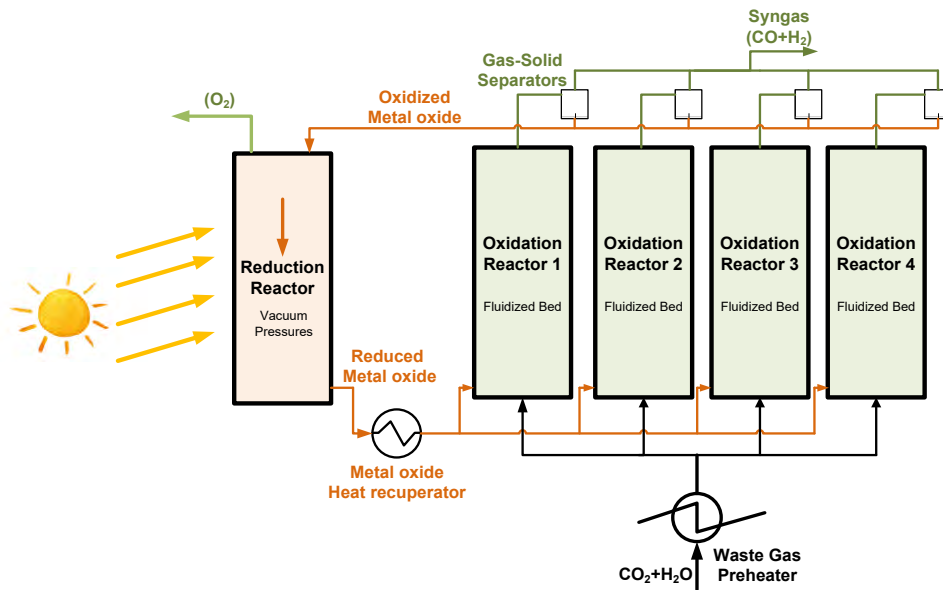 Syngas
(CO+H₂)
Gas-Solid
Separators
(O₂)
Oxidized
Metal oxide
Reduction
Reactor
Vacuum
Pressures
Oxidation
Reactor 1
Fluidized Bed
Oxidation
Reactor 2
Fluidized Bed
Oxidation
Reactor 3
Fluidized Bed
Oxidation
Reactor 4
Fluidized Bed
Reduced
Metal oxide
Metal oxide
Heat recuperator
Waste Gas
Preheater
CO₂+H₂O